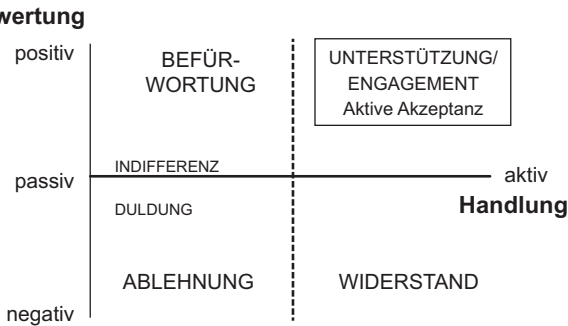 wertung
positiv
BEFÜR-
WORTUNG
UNTERSTÜTZUNG/
ENGAGEMENT
Aktive Akzeptanz
INDIFFERENZ
passiv
aktiv
DULDUNG
Handlung
ABLEHNUNG
WIDERSTAND
negativ